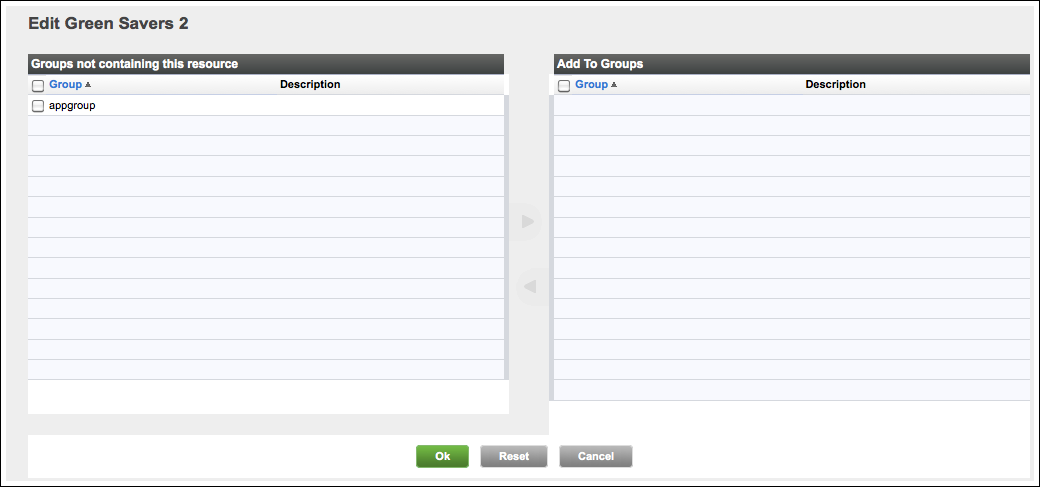 Edit Green Savers 2
Groups not containing this resource
Add To Groups
Group Description
Group Description
appgroup
Ok Reset Cancel